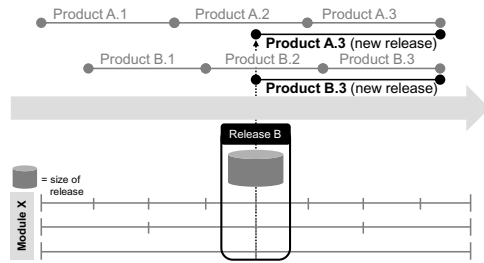 Product A.1 Product A.2 Product A.3
Product A.3 (new release)
Product B.1 Product B.2 Product B.3
Product B.3 (new release)
Release B
= size of
release
Module X